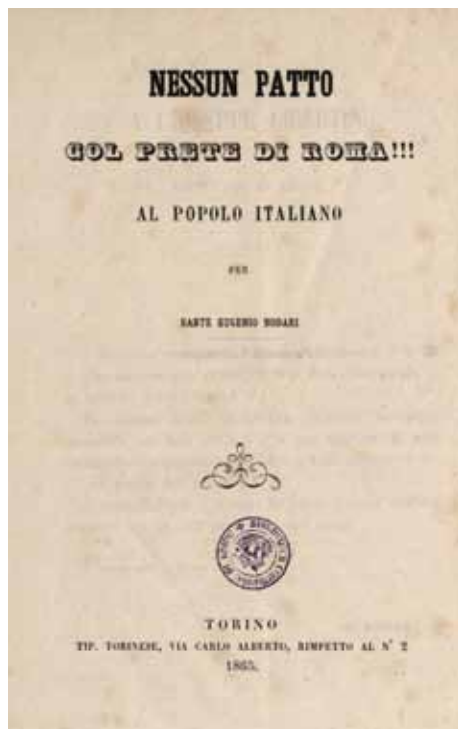 NESSUN PATTO
COL PRETE DI ROMA!!!
AL POPOLO ITALIANO
PER
SANTE EUGENIO NODARI
TORINO
TIP. TORINESE, VIA CARLO ALBERTO, RIMPETTO AL N° 2
1865.